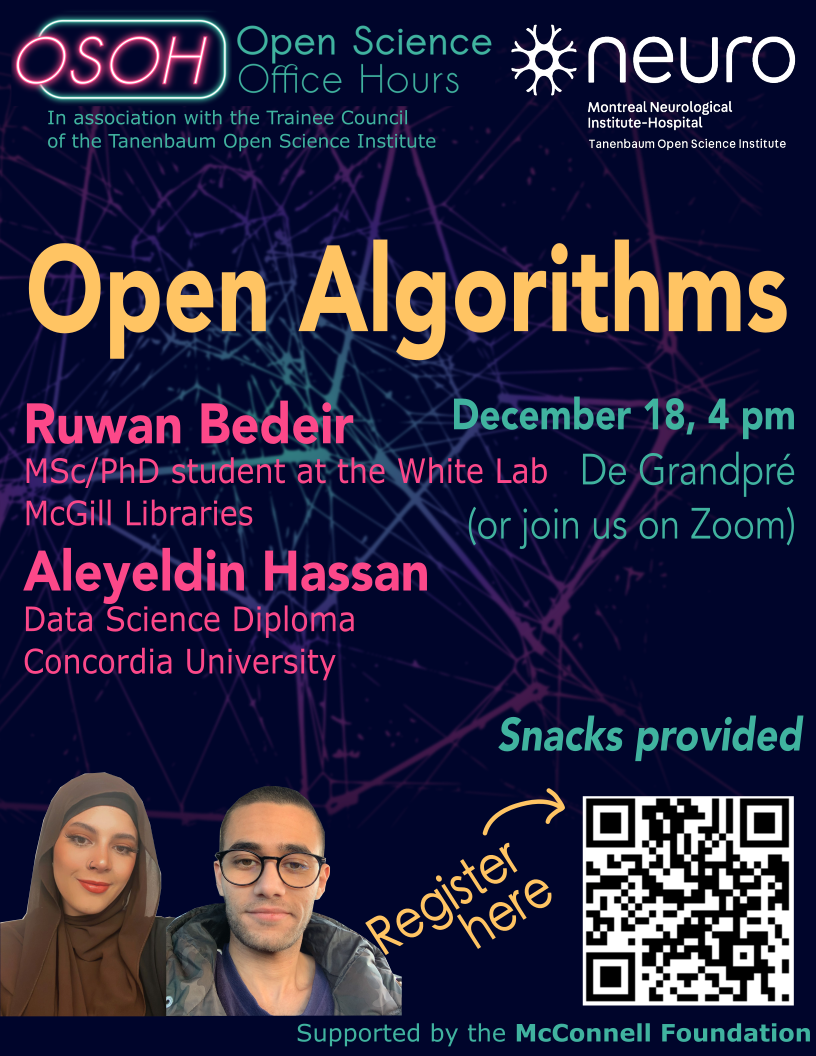 OSOH
Open Science
Office Hours
In association with the Trainee Council
of the Tanenbaum Open Science Institute
neuro
Montreal Neurological
Institute-Hospital
Tanenbaum Open Science Institute
Open Algorithms
Ruwan Bedeir
MSc/PhD student at the White Lab
McGill Libraries
Aleyeldin Hassan
Data Science Diploma
Concordia University
December 18, 4 pm
De Grandpré
(or join us on Zoom)
Snacks provided
Register
here
Supported by the McConnell Foundation